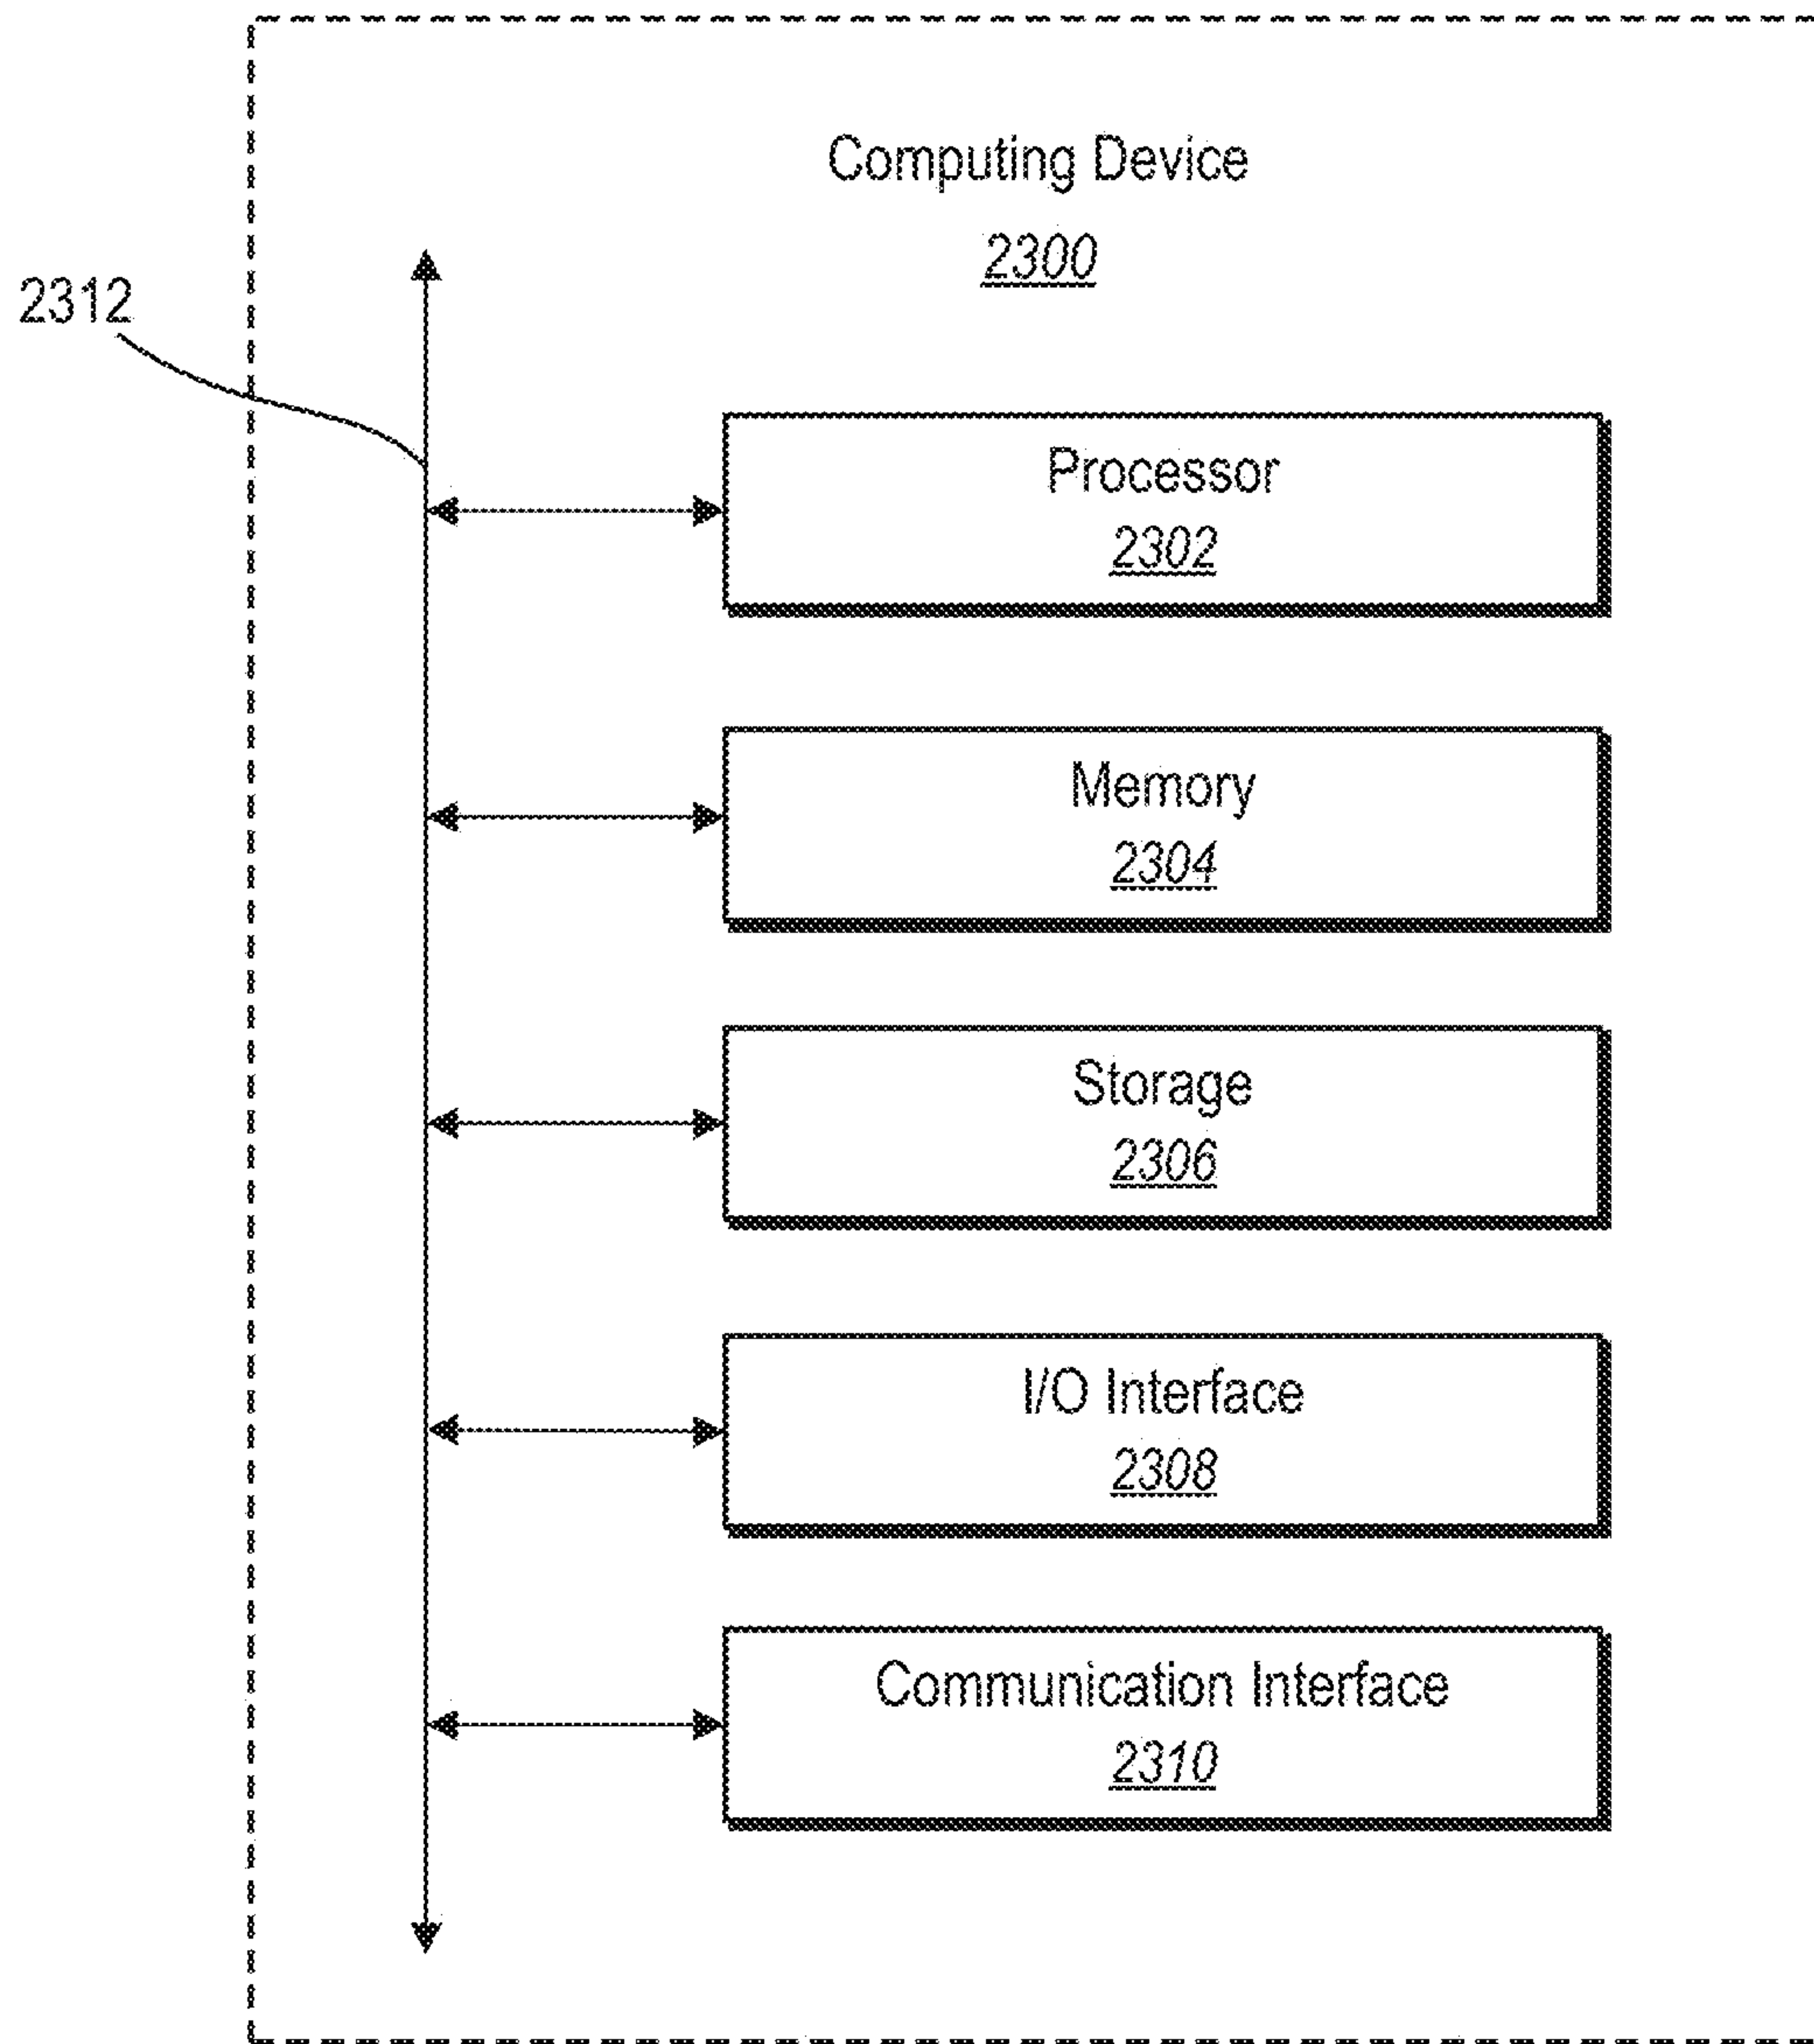 Computing Device
2300
2312
Processor
2302
Memory
2304
Storage
2306
I/O Interface
2308
Communication Interface
2310